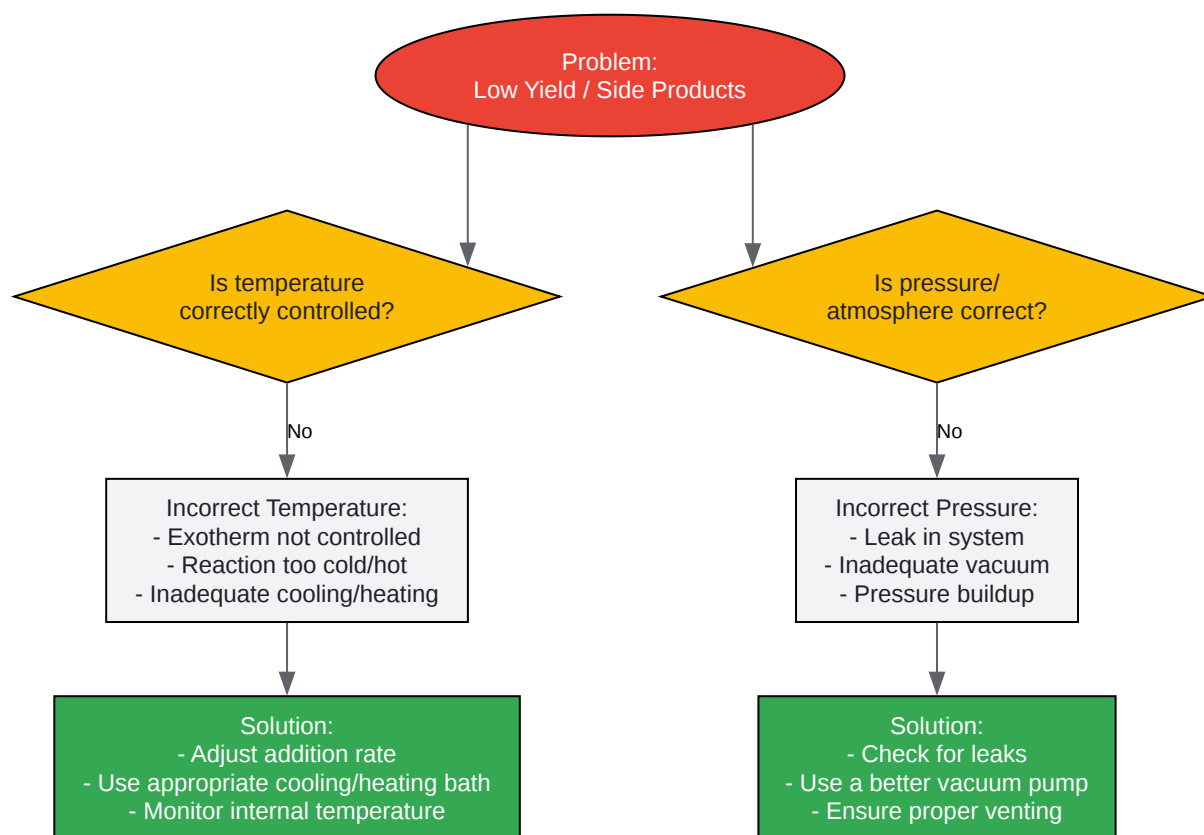 Problem:
Low Yield / Side Products
Is temperature
correctly controlled?
Is pressure/
atmosphere correct?
No
No
Incorrect Temperature:
- Exotherm not controlled
- Reaction too cold/hot
- Inadequate cooling/heating
Incorrect Pressure:
- Leak in system
- Inadequate vacuum
- Pressure buildup
Solution:
- Adjust addition rate
- Use appropriate cooling/heating bath
- Monitor internal temperature
Solution:
- Check for leaks
- Use a better vacuum pump
- Ensure proper venting